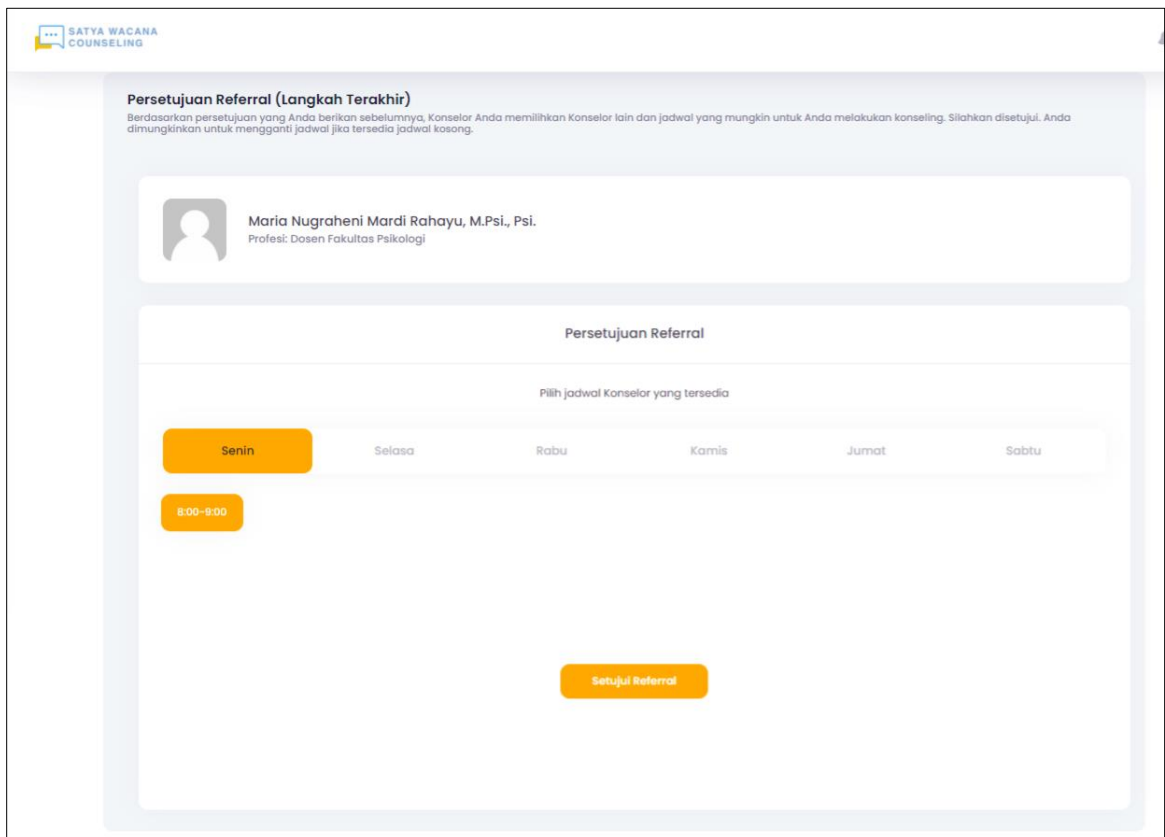 SATYA WACANA
COUNSELING
Persetujuan Referral (Langkah Terakhir)
Berdasarkan persetujuan yang Anda berikan sebelumnya, Konselor Anda memilihkan Konselor lain dan jadwal yang mungkin untuk Anda melakukan konseling. Silahkan disetujui. Anda
dimungkinkan untuk mengganti jadwal jika tersedia jadwal kosong.
Maria Nugraheni Mardi Rahayu, M.Psi., Psi.
Profesi: Dosen Fakultas Psikologi
Persetujuan Referral
Pilih jadwal Konselor yang tersedia
Senin Selasa Rabu Kamis Jumat Sabtu
8:00-9:00
Setujui Referral